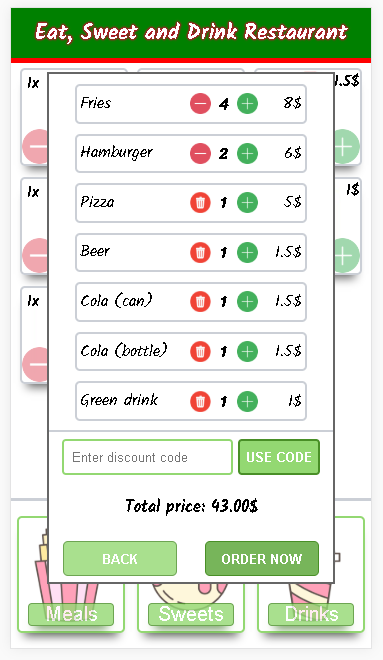 Eat, Sweet and Drink Restaurant
1x
1.5$
Fries 4 8$
Hamburger 2 6$
1x
1$
Pizza 1 5$
Beer 1 1.5$
1x
Cola (can) 1 1.5$
Cola (bottle) 1 1.5$
Green drink 1 1$
Enter discount code USE CODE
Total price: 43.00$
BACK ORDER NOW
Meals Sweets Drinks